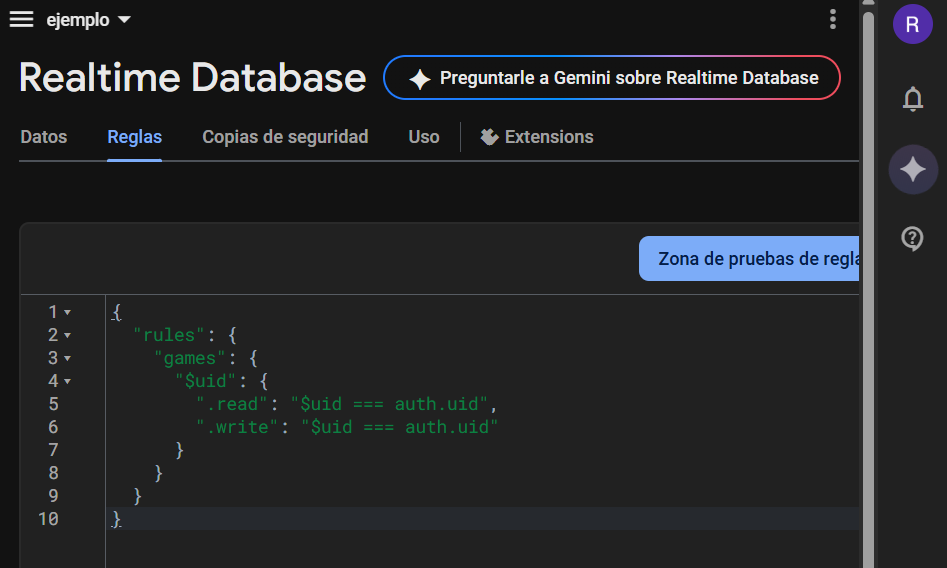 ejemplo
Realtime Database
Preguntarle a Gemini sobre Realtime Database
R
Datos
Reglas
Copias de seguridad
Uso
Extensions
Zona de pruebas de regla
1 {
2 "rules": {
3 "games": {
4 "$uid": {
5 ".read": "$uid === auth.uid",
6 ".write": "$uid === auth.uid"
7 }
8 }
9 }
10 }